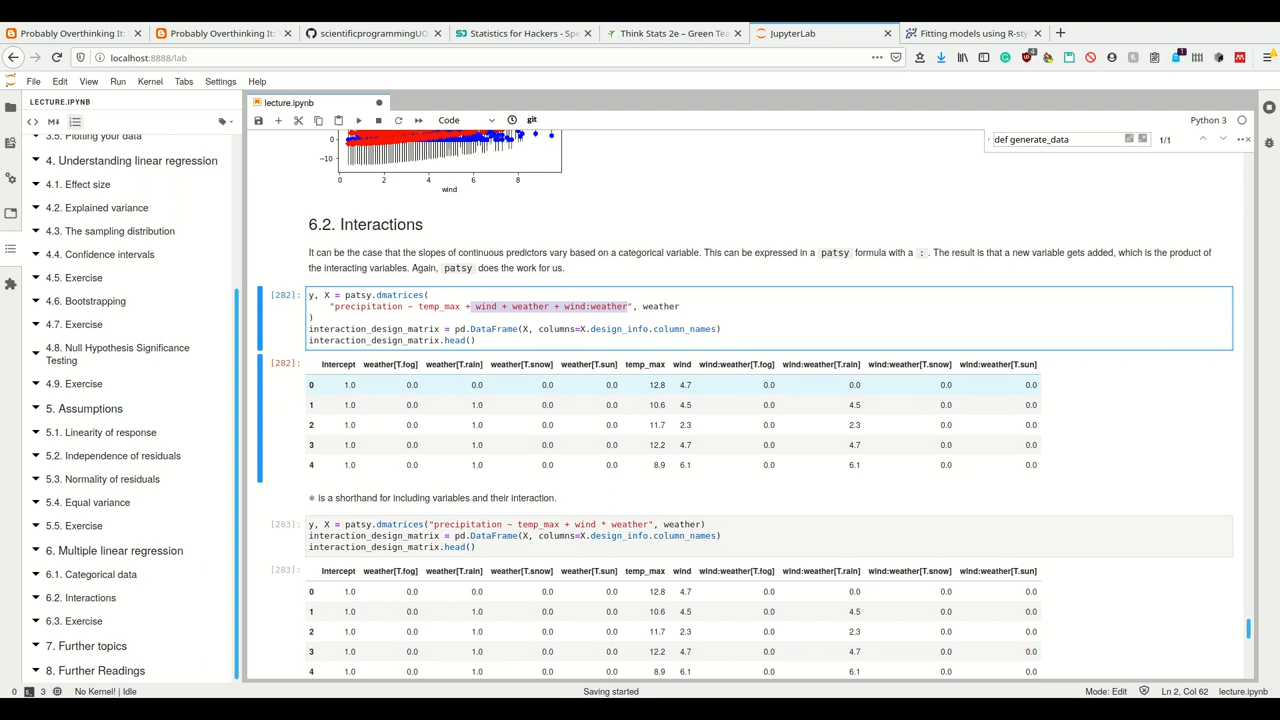 Probably Overthinking It:
Probably Overthinking It:
scientificprogrammingUO
Statistics for Hackers - Spe
Think Stats 2e – Green Tea
JupyterLab
Fitting models using R-styl
localhost:8888/lab
File Edit View Run Kernel Tabs Settings Help
LECTURE.IPYNB
lecture.ipynb
Code
git
Python 3
def generate_data
1/1
3.5. Plotting your data
4. Understanding linear regression
4.1. Effect size
4.2. Explained variance
4.3. The sampling distribution
4.4. Confidence intervals
4.5. Exercise
4.6. Bootstrapping
4.7. Exercise
4.8. Null Hypothesis Significance
Testing
4.9. Exercise
5. Assumptions
5.1. Linearity of response
5.2. Independence of residuals
5.3. Normality of residuals
5.4. Equal variance
5.5. Exercise
6. Multiple linear regression
6.1. Categorical data
6.2. Interactions
6.3. Exercise
7. Further topics
8. Further Readings
0
−10
0 2 4 6 8
wind
6.2. Interactions
It can be the case that the slopes of continuous predictors vary based on a categorical variable. This can be expressed in a patsy formula with a : . The result is that a new variable gets added, which is the product of
the interacting variables. Again, patsy does the work for us.
[282]:
y, X = patsy.dmatrices(
"precipitation ~ temp_max + wind + weather + wind:weather", weather
)
interaction_design_matrix = pd.DataFrame(X, columns=X.design_info.column_names)
interaction_design_matrix.head()
[282]:
Intercept weather[T.fog] weather[T.rain] weather[T.snow] weather[T.sun] temp_max wind wind:weather[T.fog] wind:weather[T.rain] wind:weather[T.snow] wind:weather[T.sun]
0 1.0 0.0 0.0 0.0 0.0 12.8 4.7 0.0 0.0 0.0 0.0
1 1.0 0.0 1.0 0.0 0.0 10.6 4.5 0.0 4.5 0.0 0.0
2 1.0 0.0 1.0 0.0 0.0 11.7 2.3 0.0 2.3 0.0 0.0
3 1.0 0.0 1.0 0.0 0.0 12.2 4.7 0.0 4.7 0.0 0.0
4 1.0 0.0 1.0 0.0 0.0 8.9 6.1 0.0 6.1 0.0 0.0
* is a shorthand for including variables and their interaction.
[283]:
y, X = patsy.dmatrices("precipitation ~ temp_max + wind * weather", weather)
interaction_design_matrix = pd.DataFrame(X, columns=X.design_info.column_names)
interaction_design_matrix.head()
[283]:
Intercept weather[T.fog] weather[T.rain] weather[T.snow] weather[T.sun] temp_max wind wind:weather[T.fog] wind:weather[T.rain] wind:weather[T.snow] wind:weather[T.sun]
0 1.0 0.0 0.0 0.0 0.0 12.8 4.7 0.0 0.0 0.0 0.0
1 1.0 0.0 1.0 0.0 0.0 10.6 4.5 0.0 4.5 0.0 0.0
2 1.0 0.0 1.0 0.0 0.0 11.7 2.3 0.0 2.3 0.0 0.0
3 1.0 0.0 1.0 0.0 0.0 12.2 4.7 0.0 4.7 0.0 0.0
4 1.0 0.0 1.0 0.0 0.0 8.9 6.1 0.0 6.1 0.0 0.0
0 3 No Kernel! | Idle
Saving started
Mode: Edit Ln 2, Col 62 lecture.ipynb